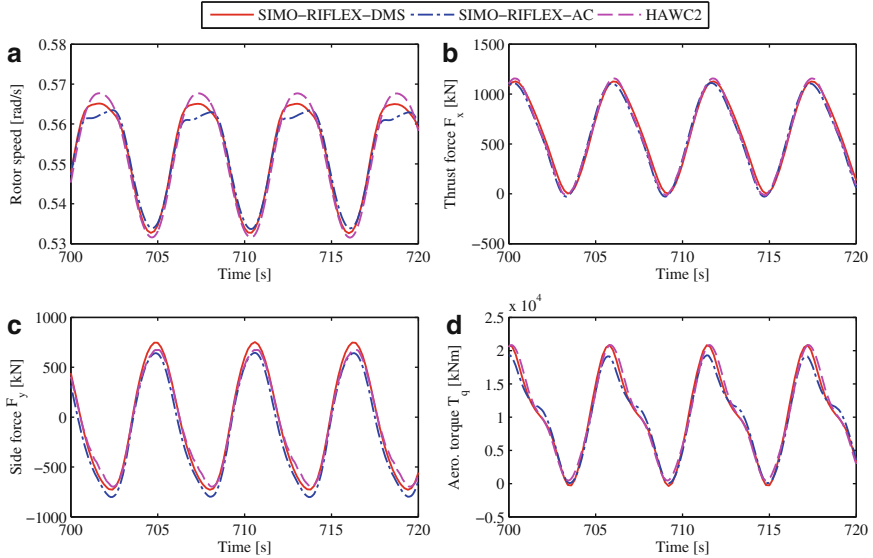 SIMO-RIFLEX-DMS SIMO-RIFLEX-AC HAWC2
a
0.58
0.57
0.56
0.55
0.54
0.53
Rotor speed [rad/s]
700 705 710 715 720
Time [s]
b
1500
1000
500
0
-500
Thrust force F_x [kN]
700 705 710 715 720
Time [s]
c
1000
500
0
-500
-1000
Side force F_y [kN]
700 705 710 715 720
Time [s]
d
x 10^4
2.5
2
1.5
1
0.5
0
-0.5
Aero. torque T_q [kNm]
700 705 710 715 720
Time [s]